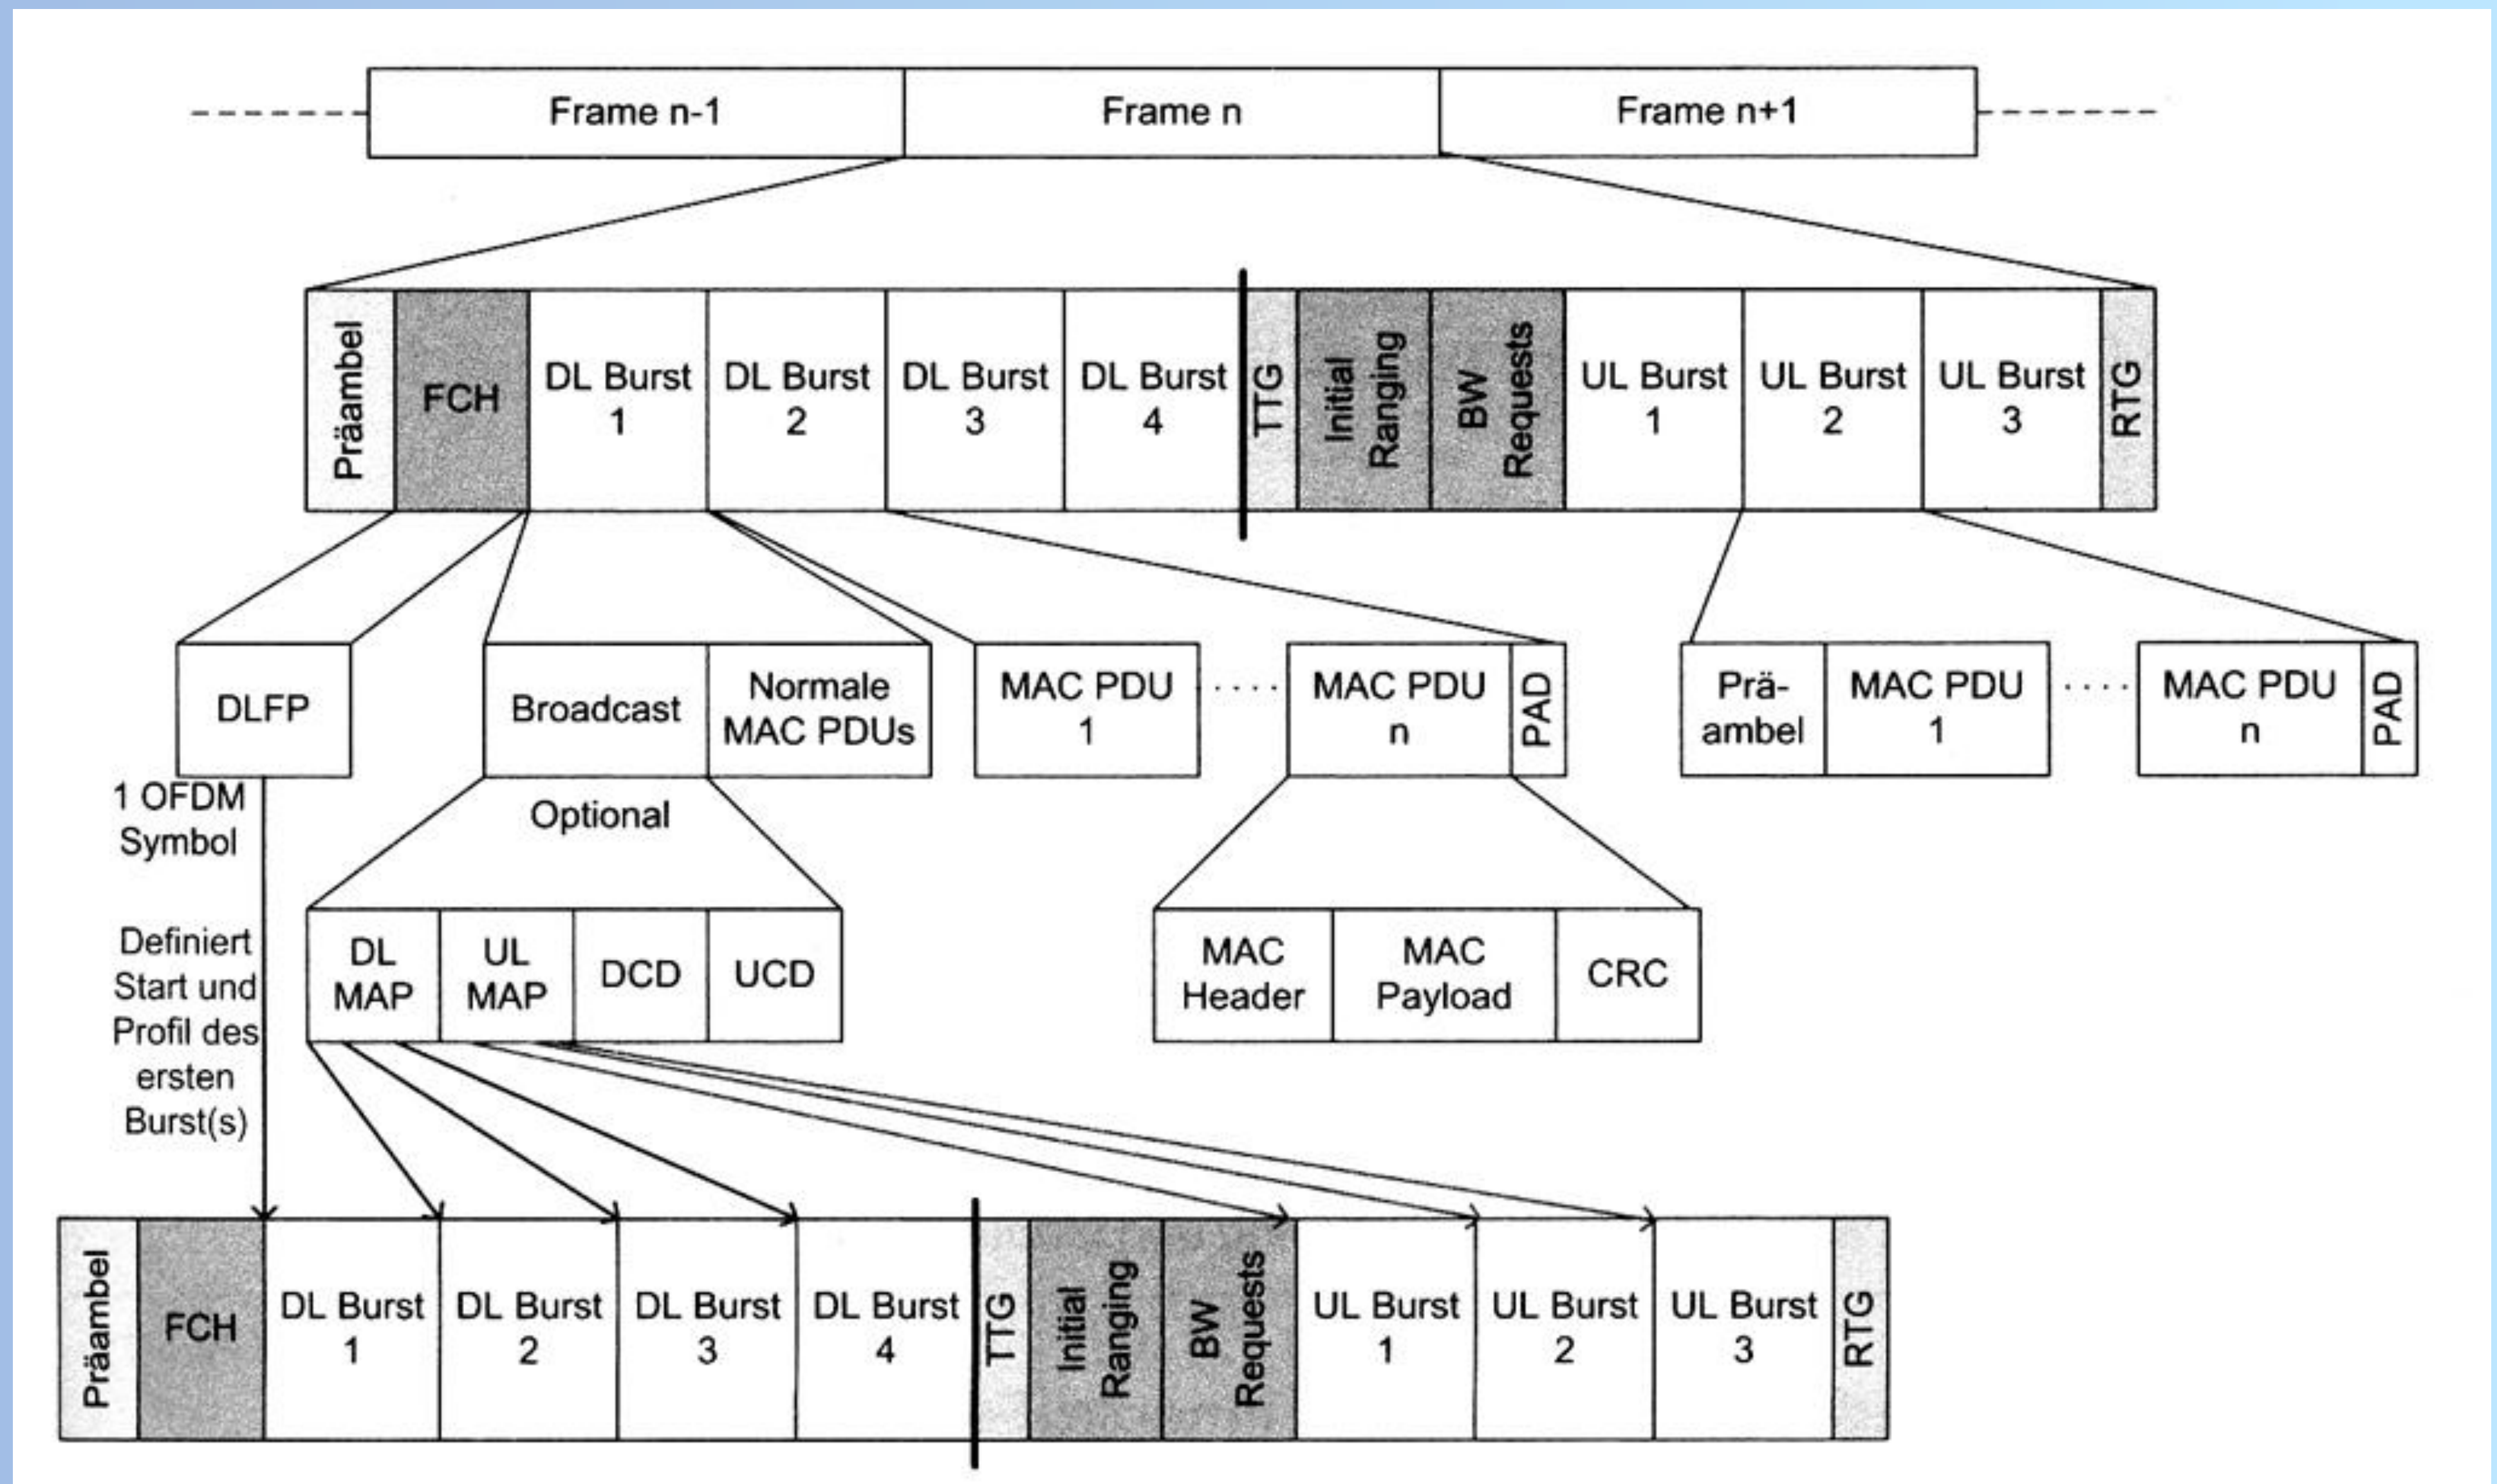 Frame n-1
Frame n
Frame n+1
Präambel
FCH
DL Burst
1
DL Burst
2
DL Burst
3
DL Burst
4
TTG
Initial
Ranging
BW
Requests
UL Burst
1
UL Burst
2
UL Burst
3
RTG
DLFP
Broadcast
Normale
MAC PDUs
MAC PDU
1
.....
MAC PDU
n
PAD
Prä-
ambel
MAC PDU
1
.....
MAC PDU
n
PAD
1 OFDM
Symbol
Optional
Definiert
Start und
Profil des
ersten
Burst(s)
DL
MAP
UL
MAP
DCD
UCD
MAC
Header
MAC
Payload
CRC
Präambel
FCH
DL Burst
1
DL Burst
2
DL Burst
3
DL Burst
4
TTG
Initial
Ranging
BW
Requests
UL Burst
1
UL Burst
2
UL Burst
3
RTG